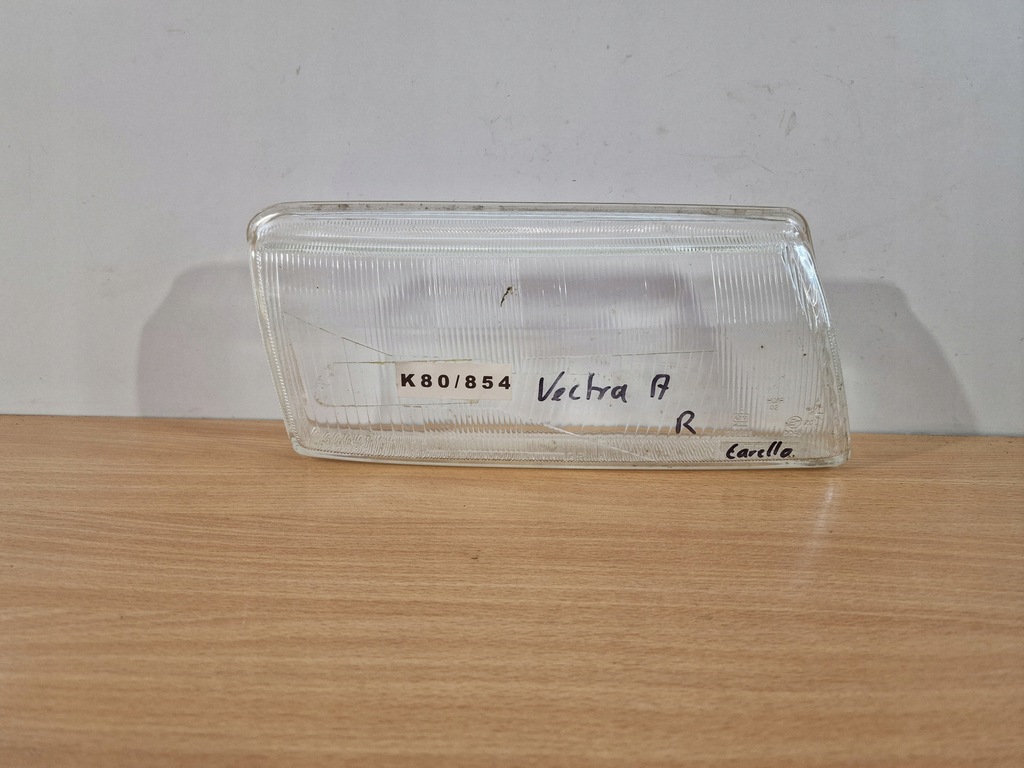 K80/854
Vectra A
R
Carello.